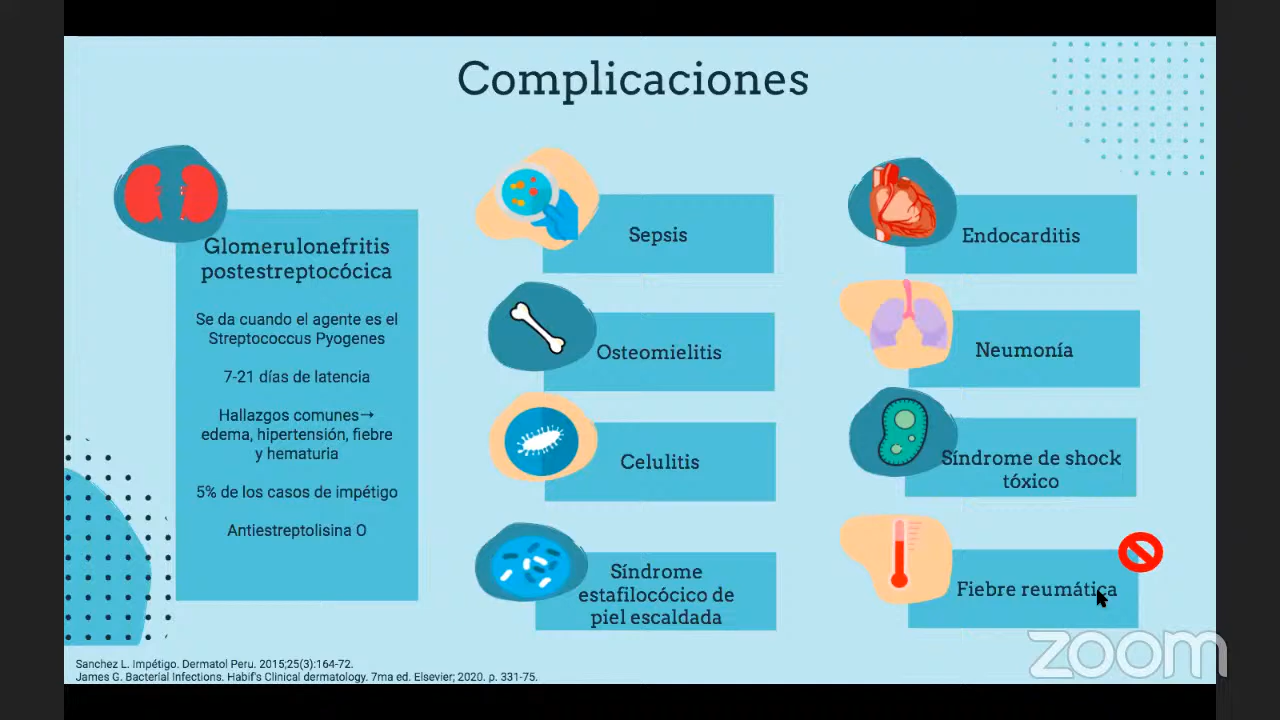 Complicaciones
Glomerulonefritis
postestreptocócica
Se da cuando el agente es el
Streptococcus Pyogenes
7-21 días de latencia
Hallazgos comunes→
edema, hipertensión, fiebre
y hematuria
5% de los casos de impétigo
Antiestreptolisina O
Sepsis
Osteomielitis
Celulitis
Síndrome
estafilocócico de
piel escaldada
Endocarditis
Neumonía
Síndrome de shock
tóxico
Fiebre reumática
Sanchez L. Impétigo. Dermatol Peru. 2015;25(3):164-72.
James G. Bacterial Infections. Habif's Clinical dermatology. 7ma ed. Elsevier; 2020. p. 331-75.
zoom